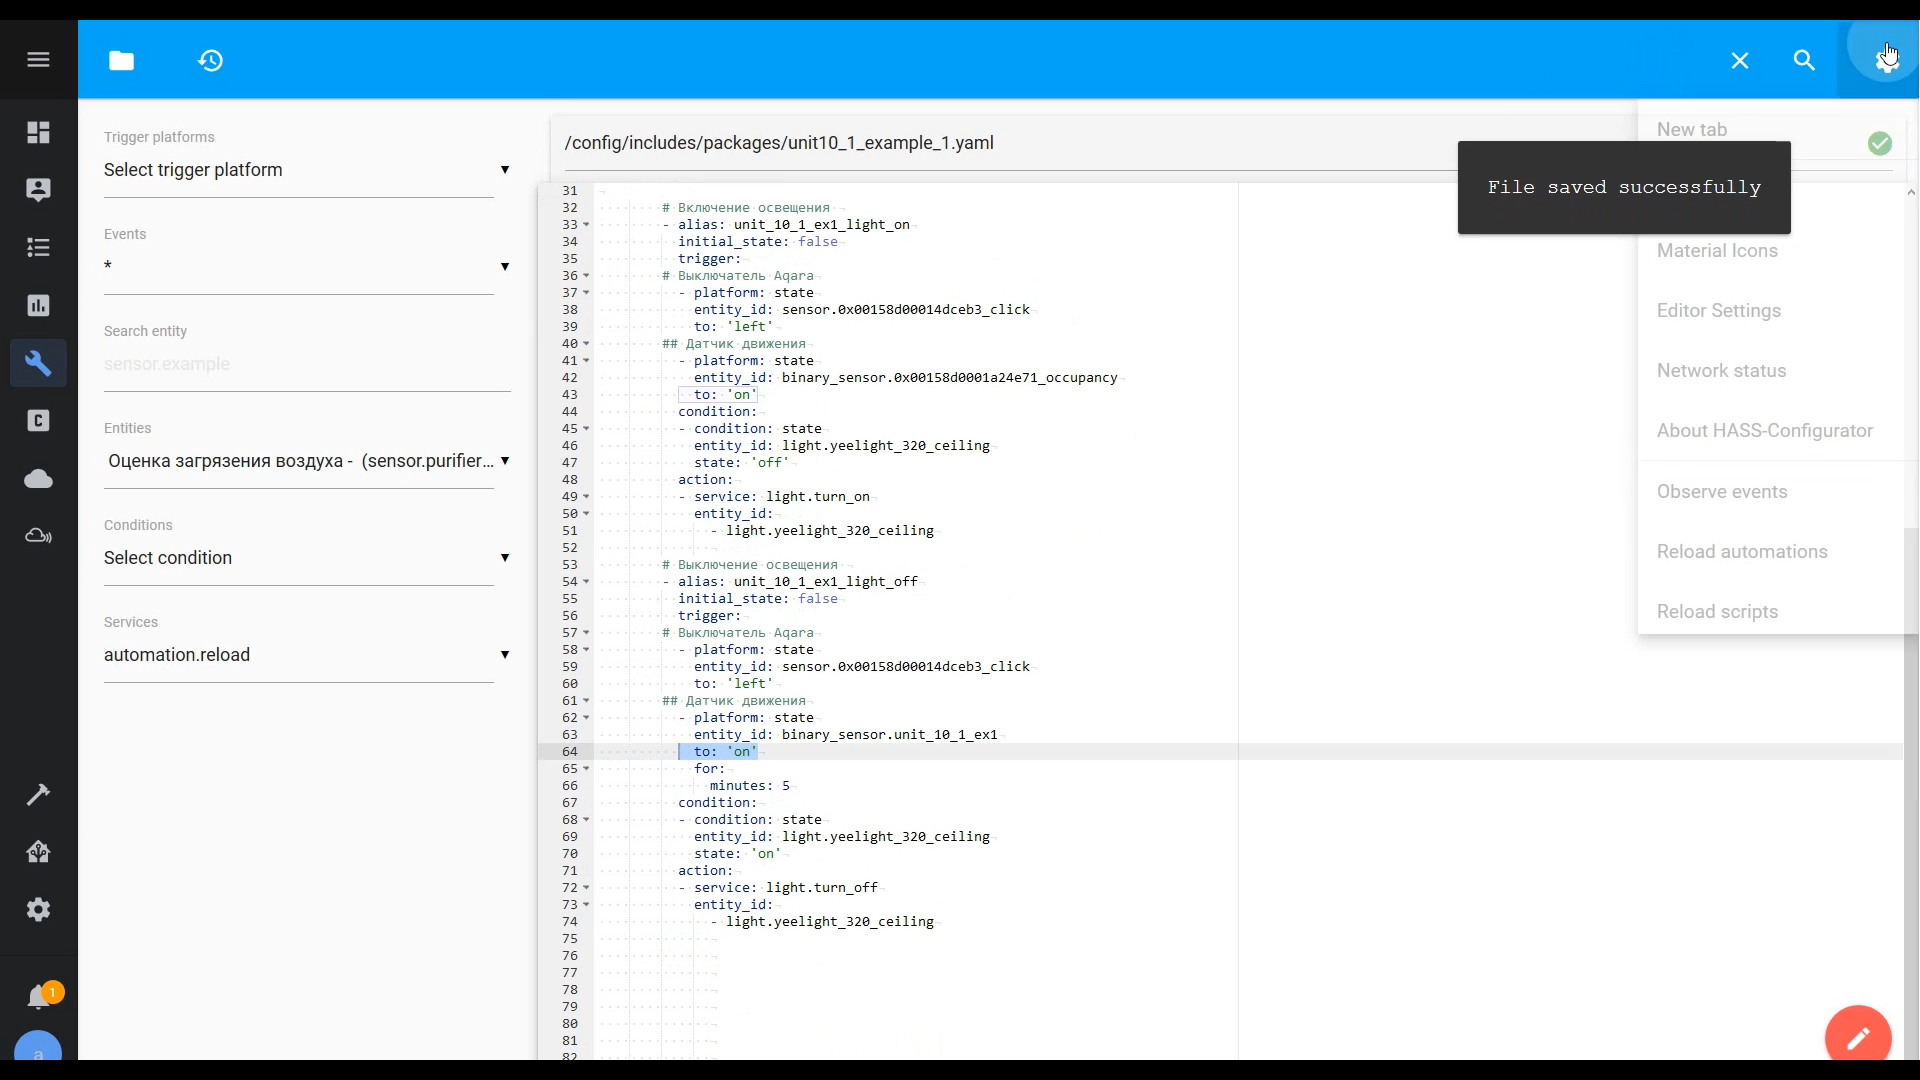 Trigger platforms
Select trigger platform
Events
*
Search entity
sensor.example
Entities
Оценка загрязения воздуха - (sensor.purifier...
Conditions
Select condition
Services
automation.reload
1
a
/config/includes/packages/unit10_1_example_1.yaml
31
32 # Включение освещения
33 - alias: unit_10_1_ex1_light_on
34 initial_state: false
35 trigger:
36 # Выключатель Aqara
37 - platform: state
38 entity_id: sensor.0x00158d00014dceb3_click
39 to: 'left'
40 ## Датчик движения
41 - platform: state
42 entity_id: binary_sensor.0x00158d0001a24e71_occupancy
43 to: 'on'
44 condition:
45 - condition: state
46 entity_id: light.yeelight_320_ceiling
47 state: 'off'
48 action:
49 - service: light.turn_on
50 entity_id:
51 - light.yeelight_320_ceiling
52
53 # Выключение освещения
54 - alias: unit_10_1_ex1_light_off
55 initial_state: false
56 trigger:
57 # Выключатель Aqara
58 - platform: state
59 entity_id: sensor.0x00158d00014dceb3_click
60 to: 'left'
61 ## Датчик движения
62 - platform: state
63 entity_id: binary_sensor.unit_10_1_ex1
64 to: 'on'
65 for:
66 minutes: 5
67 condition:
68 - condition: state
69 entity_id: light.yeelight_320_ceiling
70 state: 'on'
71 action:
72 - service: light.turn_off
73 entity_id:
74 - light.yeelight_320_ceiling
75
76
77
78
79
80
81
82
New tab
File saved successfully
Material Icons
Editor Settings
Network status
About HASS-Configurator
Observe events
Reload automations
Reload scripts